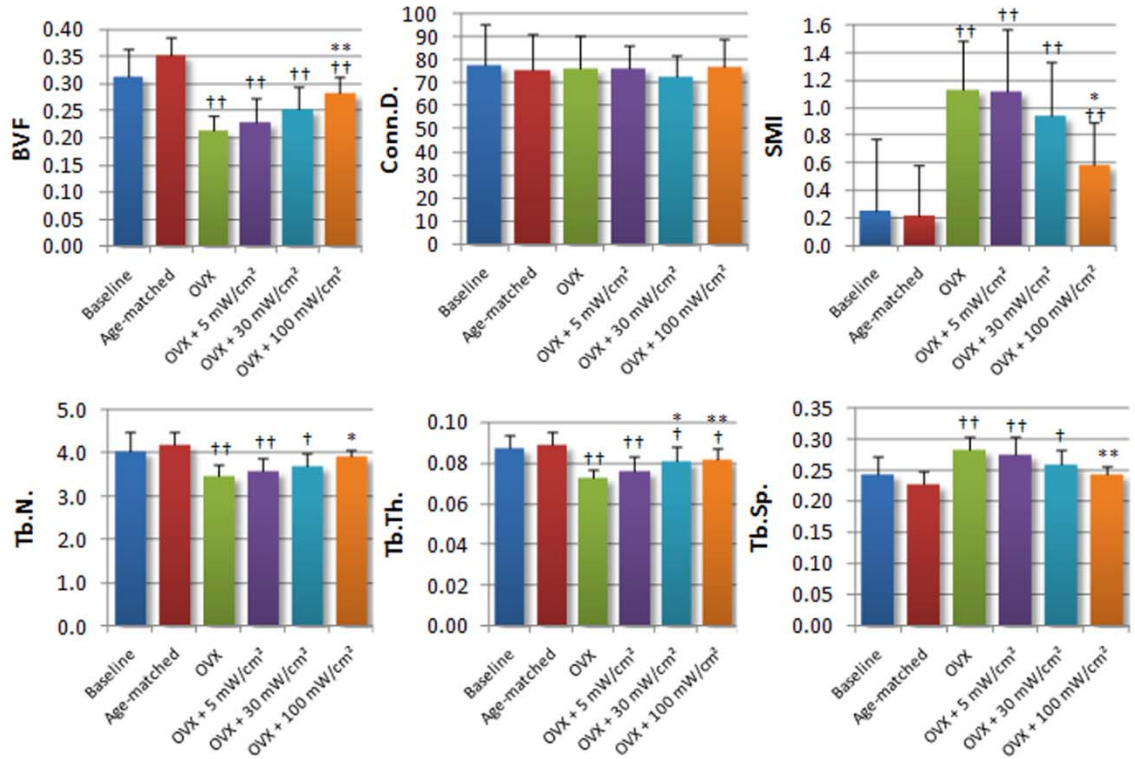 BVF
0.40
0.35
0.30
0.25
0.20
0.15
0.10
0.05
0.00
††
††
††
**
††
Baseline
Age-matched
OVX
OVX + 5 mW/cm²
OVX + 30 mW/cm²
OVX + 100 mW/cm²
Conn.D.
100
90
80
70
60
50
40
30
20
10
0
Baseline
Age-matched
OVX
OVX + 5 mW/cm²
OVX + 30 mW/cm²
OVX + 100 mW/cm²
SMI
1.6
1.4
1.2
1.0
0.8
0.6
0.4
0.2
0.0
††
††
††
*
††
Baseline
Age-matched
OVX
OVX + 5 mW/cm²
OVX + 30 mW/cm²
OVX + 100 mW/cm²
Tb.N.
5.0
4.0
3.0
2.0
1.0
0.0
††
††
†
*
Baseline
Age-matched
OVX
OVX + 5 mW/cm²
OVX + 30 mW/cm²
OVX + 100 mW/cm²
Tb.Th.
0.10
0.08
0.06
0.04
0.02
0.00
††
††
*
†
**
†
Baseline
Age-matched
OVX
OVX + 5 mW/cm²
OVX + 30 mW/cm²
OVX + 100 mW/cm²
Tb.Sp.
0.35
0.30
0.25
0.20
0.15
0.10
0.05
0.00
††
††
†
**
Baseline
Age-matched
OVX
OVX + 5 mW/cm²
OVX + 30 mW/cm²
OVX + 100 mW/cm²